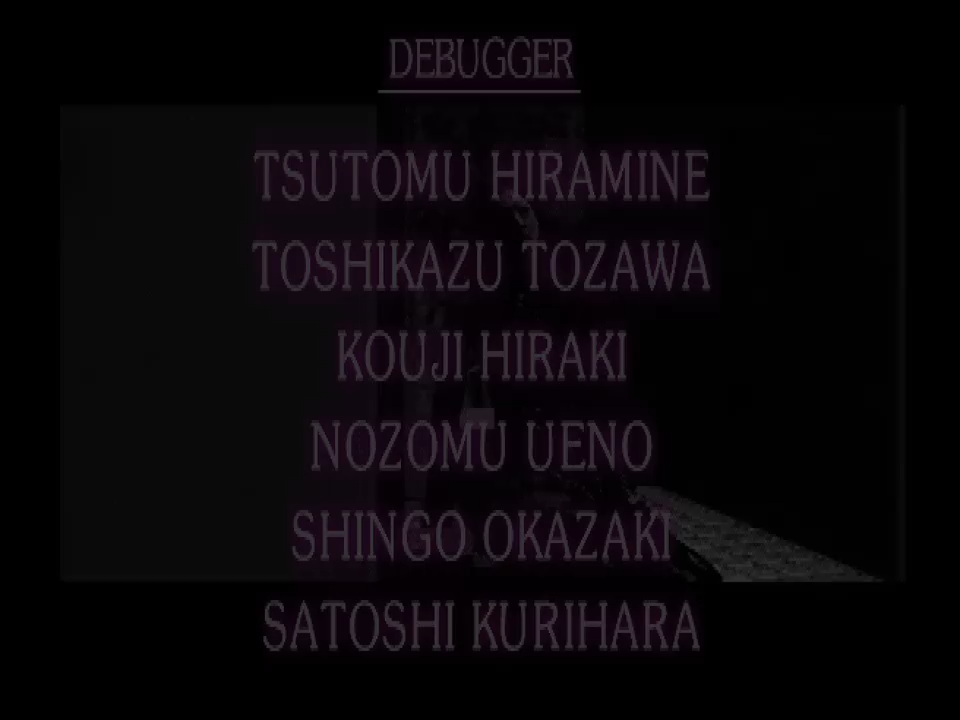 DEBUGGER
TSUTOMU HIRAMINE
TOSHIKAZU TOZAWA
KOUJI HIRAKI
NOZOMU UENO
SHINGO OKAZAKI
SATOSHI KURIHARA